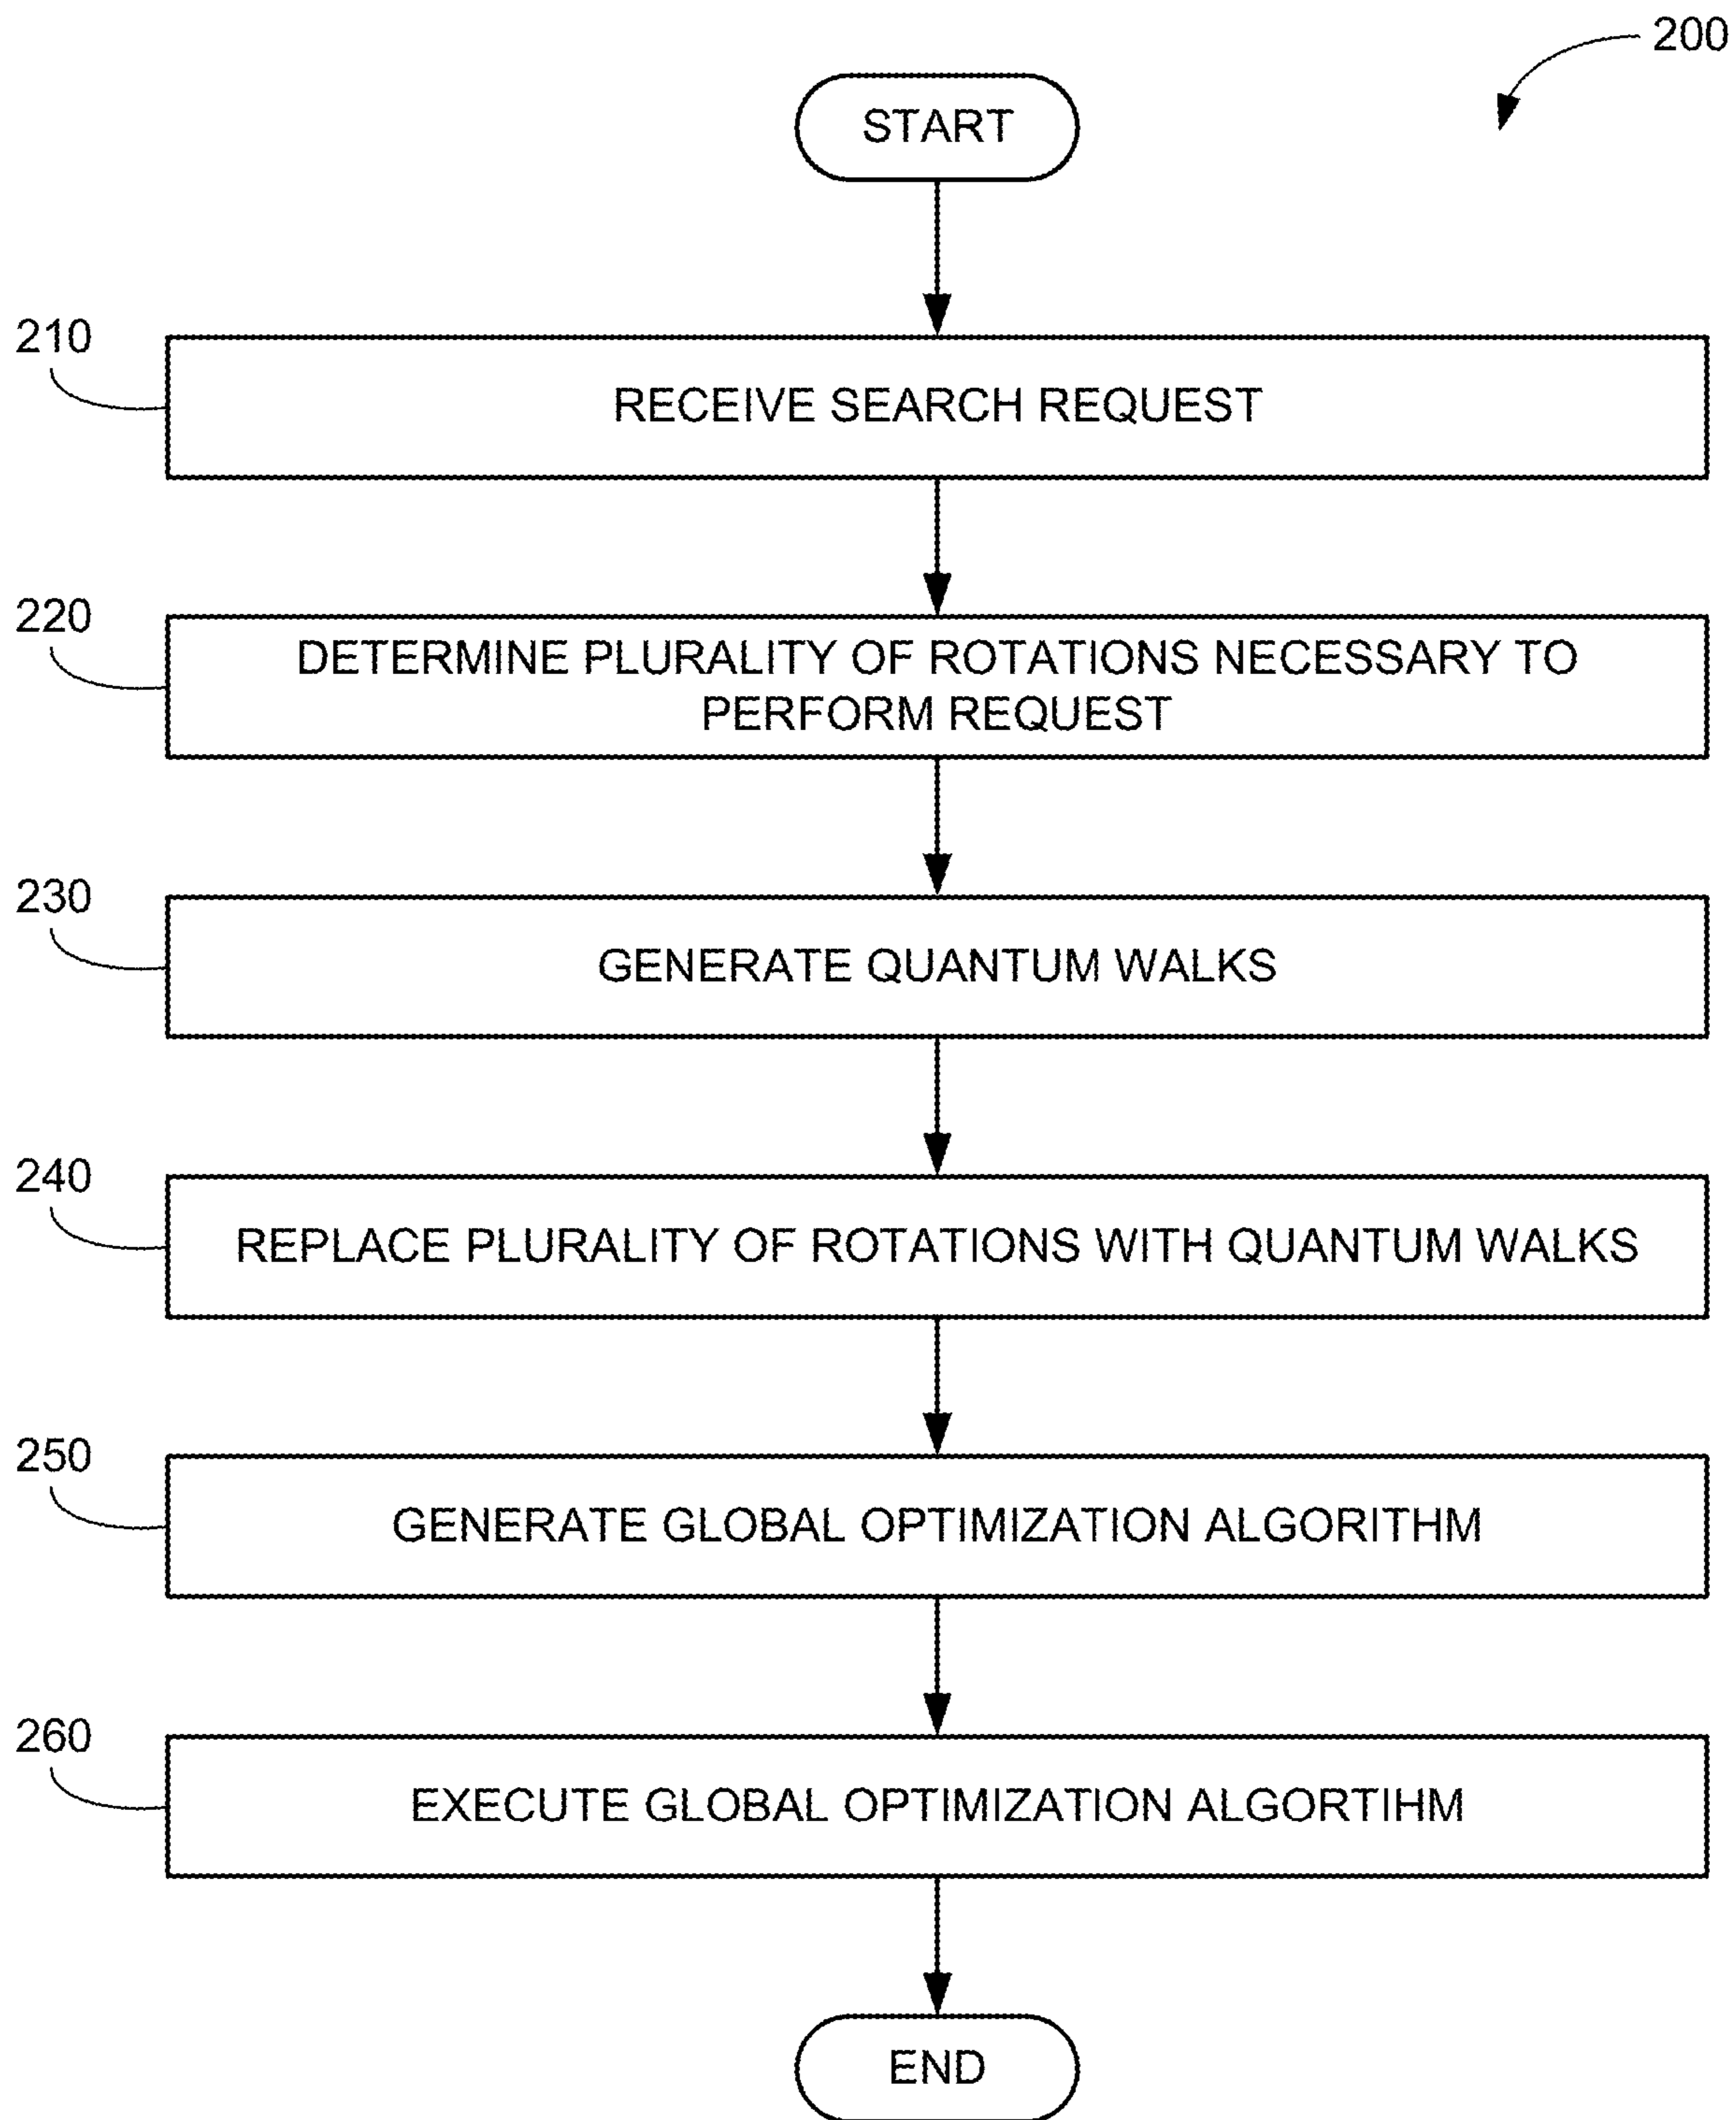 200
START
210
RECEIVE SEARCH REQUEST
220
DETERMINE PLURALITY OF ROTATIONS NECESSARY TO
PERFORM REQUEST
230
GENERATE QUANTUM WALKS
240
REPLACE PLURALITY OF ROTATIONS WITH QUANTUM WALKS
250
GENERATE GLOBAL OPTIMIZATION ALGORITHM
260
EXECUTE GLOBAL OPTIMIZATION ALGORTIHM
END